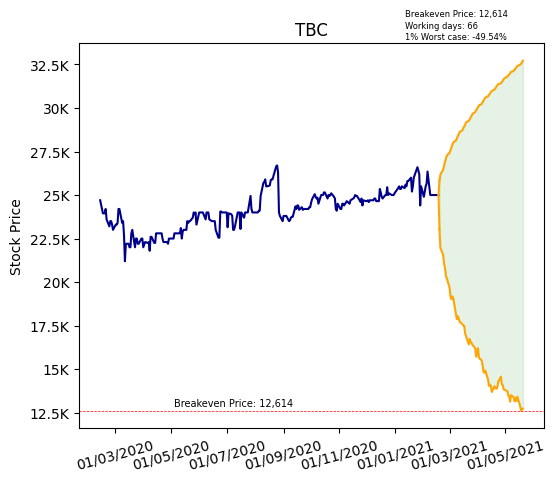 Breakeven Price: 12,614
Working days: 66
1% Worst case: -49.54%
TBC
Stock Price
32.5K
30K
27.5K
25K
22.5K
20K
17.5K
15K
12.5K
Breakeven Price: 12,614
01/03/2020
01/05/2020
01/07/2020
01/09/2020
01/11/2020
01/01/2021
01/03/2021
01/05/2021